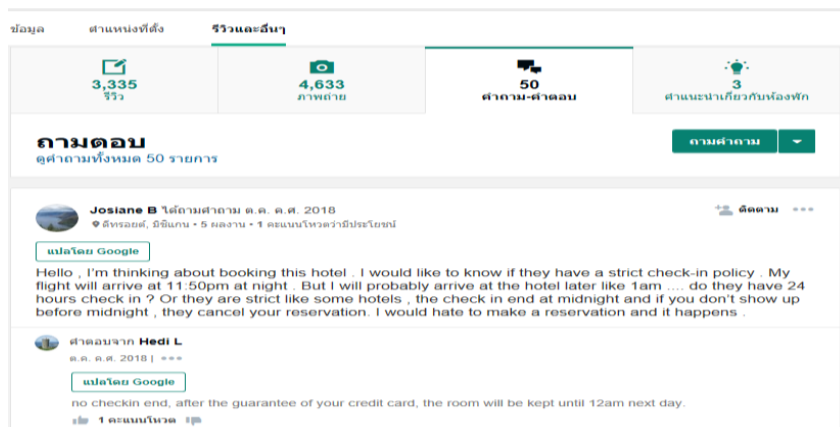 ข้อมูล ตำแหน่งที่ตั้ง รีวิวและอื่นๆ
3,335 4,633 50 3
รีวิว ภาพถ่าย คำถาม-คำตอบ คำแนะนำเกี่ยวกับห้องพัก
ถามตอบ ถามคำถาม
ดูคำถามทั้งหมด 50 รายการ
Josiane B ได้ถามคำถาม ต.ค. ค.ศ. 2018 ติดตาม
ดีทรอยต์, มิชิแกน • 5 ผลงาน • 1 คะแนนโหวตว่ามีประโยชน์
แปลโดย Google
Hello , I'm thinking about booking this hotel . I would like to know if they have a strict check-in policy . My
flight will arrive at 11:50pm at night . But I will probably arrive at the hotel later like 1am .... do they have 24
hours check in ? Or they are strict like some hotels , the check in end at midnight and if you don't show up
before midnight , they cancel your reservation. I would hate to make a reservation and it happens .
คำตอบจาก Hedi L
ต.ค. ค.ศ. 2018 |
แปลโดย Google
no checkin end, after the guarantee of your credit card, the room will be kept until 12am next day.
1 คะแนนโหวต